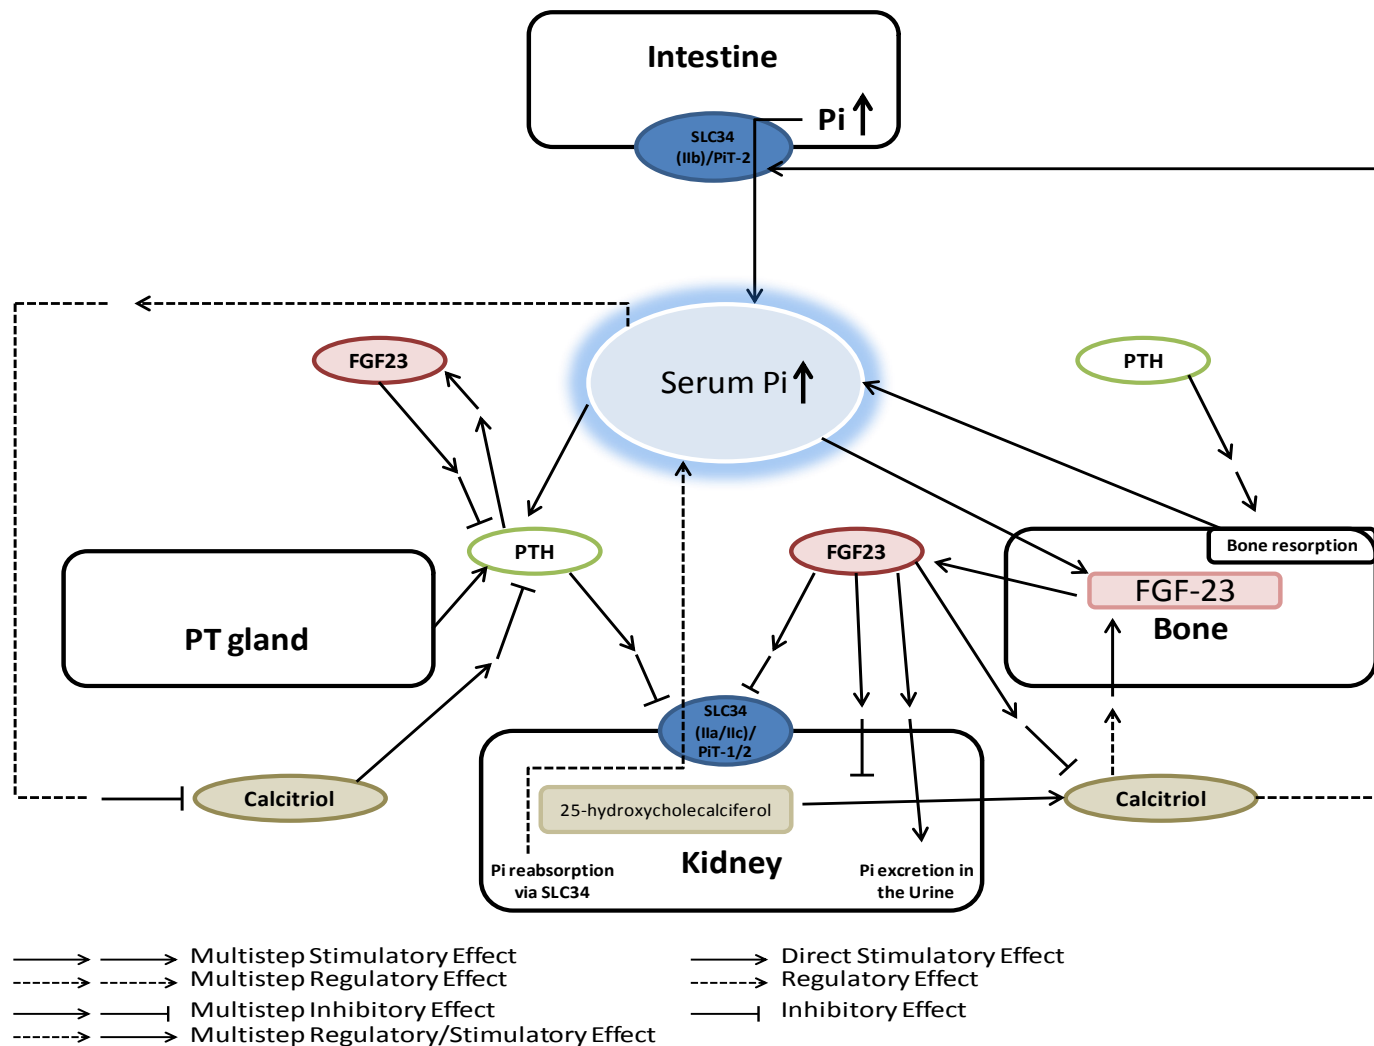 Intestine
Pi
SLC34
(IIb)/PiT-2
FGF23
Serum Pi
PTH
PTH
FGF23
Bone resorption
FGF-23
Bone
PT gland
SLC34
(IIa/IIc)/
PiT-1/2
Calcitriol
25-hydroxycholecalciferol
Calcitriol
Kidney
Pi reabsorption
via SLC34
Pi excretion in
the Urine
Multistep Stimulatory Effect
Multistep Regulatory Effect
Multistep Inhibitory Effect
Multistep Regulatory/Stimulatory Effect
Direct Stimulatory Effect
Regulatory Effect
Inhibitory Effect